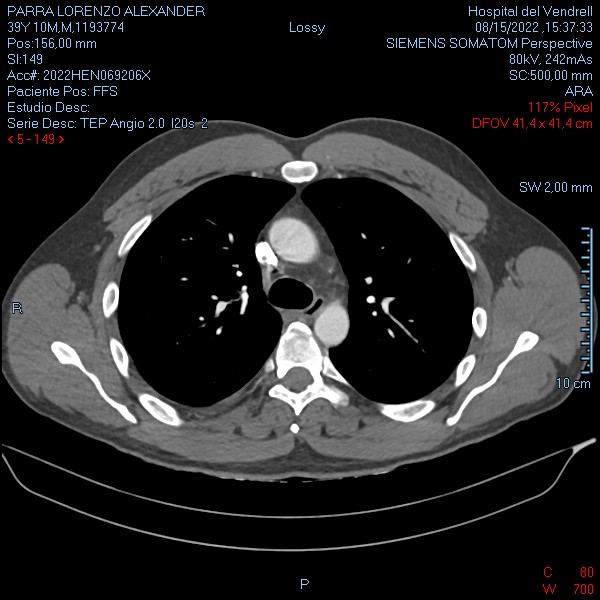 PARRA LORENZO ALEXANDER
39Y 10M,M,1193774
Pos:156,00 mm
SI:149
Acc#: 2022HEN069206X
Paciente Pos: FFS
Estudio Desc:
Serie Desc: TEP Angio 2.0 I20s 2
< 5 - 149 >
Lossy
Hospital del Vendrell
08/15/2022 ,15:37:33
SIEMENS SOMATOM Perspective
80kV, 242mAs
SC:500,00 mm
ARA
117% Pixel
DFOV 41,4 x 41,4 cm
SW 2,00 mm
R
10 cm
P
C 80
W 700